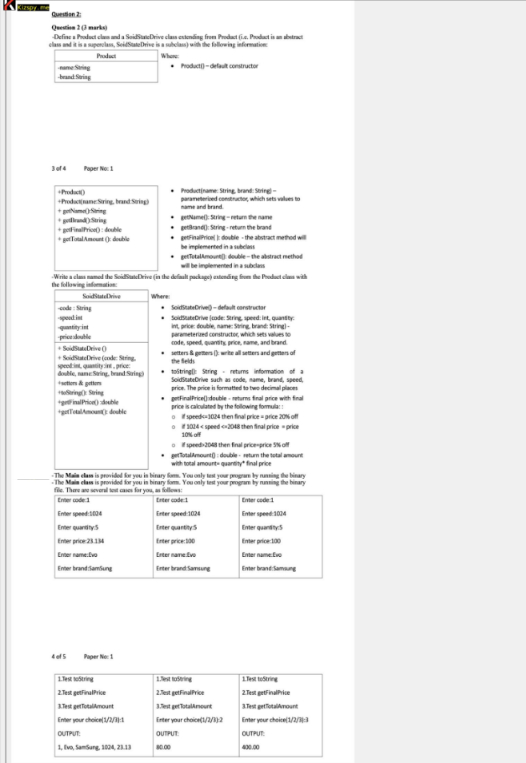 Kizspy_me
Question 2:
Question 2 (3 marks)
-Define a Product class and a SoidStateDrive class extending from Product (i.e. Product is an abstract
class and it is a superclass, SoidStateDrive is a subclass) with the following information:
Product
-name:String
-brand:String
Where:
• Product() – default constructor
3 of 4 Paper No: 1
+Product()
+Product(name:String, brand:String)
+ getName():String
+ getBrand():String
+ getFinalPrice() : double
+ getTotalAmount (): double
• Product(name: String, brand: String) –
parameterized constructor, which sets values to
name and brand.
• getName(): String – return the name
• getBrand(): String - return the brand
• getFinalPrice( ): double - the abstract method will
be implemented in a subclass
• getTotalAmount(): double – the abstract method
will be implemented in a subclass
-Write a class named the SoidStateDrive (in the default package) extending from the Product class with
the following information:
SoidStateDrive
-code : String
-speed:int
-quantity:int
-price:double
+ SoidStateDrive ()
+ SoidStateDrive (code: String,
speed:int, quantity:int , price:
double, name:String, brand:String)
+setters & getters
+toString(): String
+getFinalPrice() :double
+getTotalAmount(): double
Where:
• SoidStateDrive() – default constructor
• SoidStateDrive (code: String, speed: int, quantity:
int, price: double, name: String, brand: String) -
parameterized constructor, which sets values to
code, speed, quantity, price, name, and brand.
• setters & getters (): write all setters and getters of
the fields
• toString(): String - returns information of a
SoidStateDrive such as code, name, brand, speed,
price. The price is formatted to two decimal places
• getFinalPrice():double - returns final price with final
price is calculated by the following formula: :
o if speed<=1024 then final price = price 20% off
o if 1024 < speed <=2048 then final price = price
10% off
o if speed>2048 then final price=price 5% off
• getTotalAmount() : double - return the total amount
with total amount= quantity* final price
-The Main class is provided for you in binary form. You only test your program by running the binary
-The Main class is provided for you in binary form. You only test your program by running the binary
file. There are several test cases for you, as follows:
Enter code:1
Enter speed:1024
Enter quantity:5
Enter price:23.134
Enter name:Evo
Enter brand:SamSung
Enter code:1
Enter speed:1024
Enter quantity:5
Enter price:100
Enter name:Evo
Enter brand:Samsung
Enter code:1
Enter speed:1024
Enter quantity:5
Enter price:100
Enter name:Evo
Enter brand:Samsung
4 of 5 Paper No: 1
1.Test toString
2.Test getFinalPrice
3.Test getTotalAmount
Enter your choice(1/2/3):1
OUTPUT:
1, Evo, SamSung, 1024, 23.13
1.Test toString
2.Test getFinalPrice
3.Test getTotalAmount
Enter your choice(1/2/3):2
OUTPUT:
80.00
1.Test toString
2.Test getFinalPrice
3.Test getTotalAmount
Enter your choice(1/2/3):3
OUTPUT:
400.00